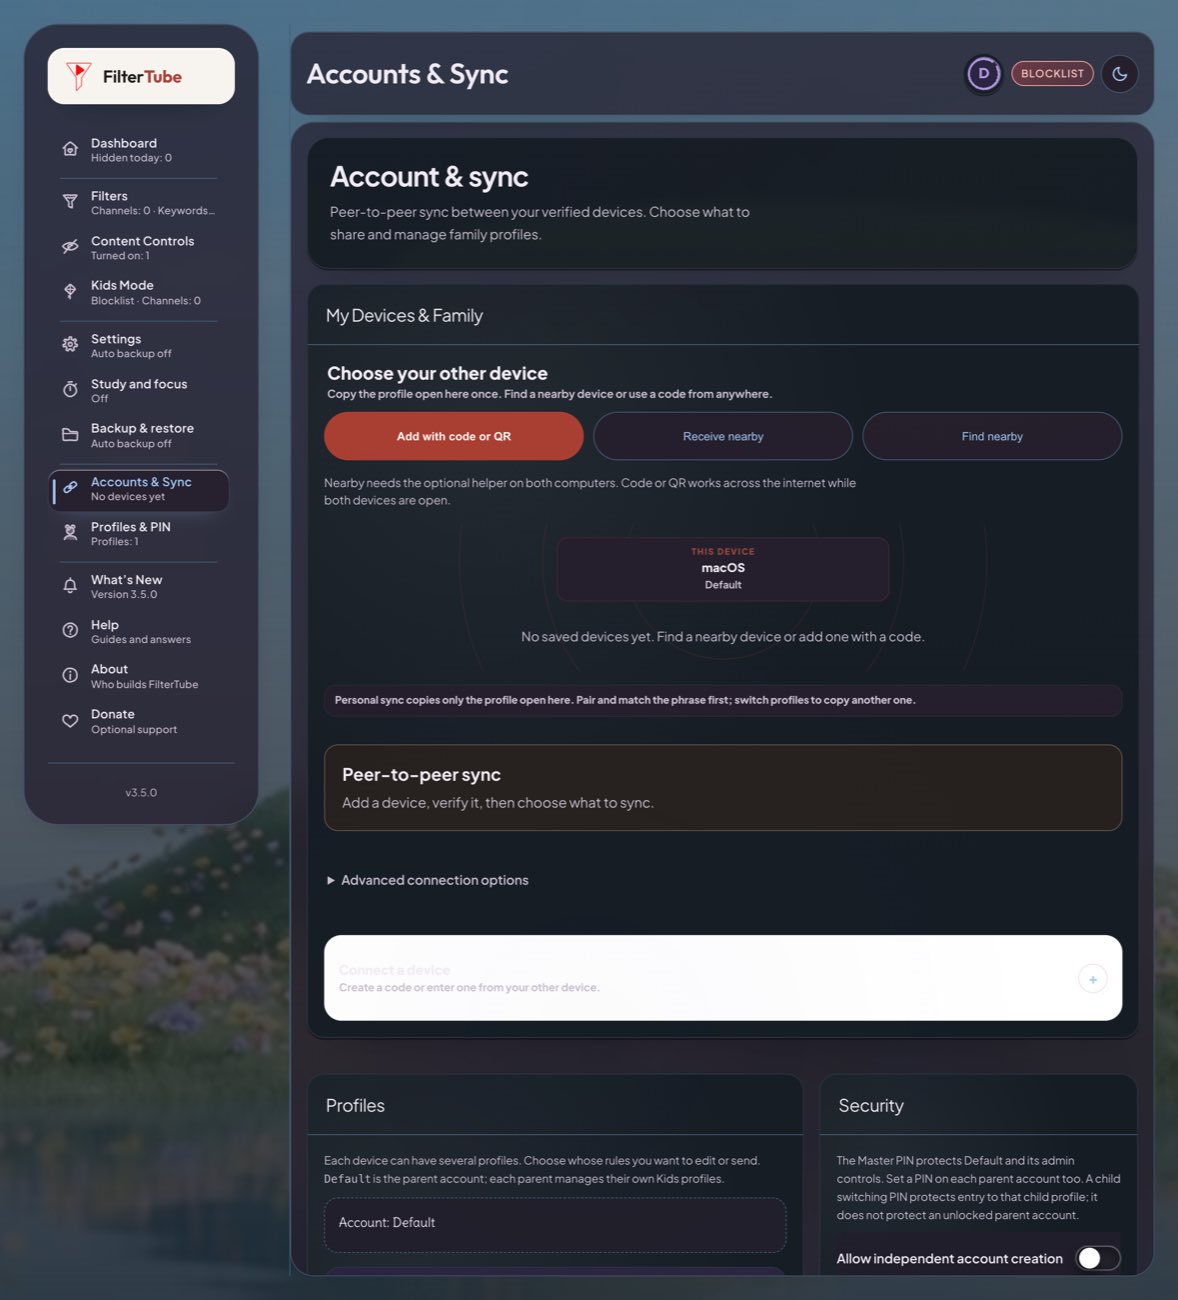 FilterTube
Dashboard
Hidden today: 0
Filters
Channels: 0 · Keywords...
Content Controls
Turned on: 1
Kids Mode
Blocklist · Channels: 0
Settings
Auto backup off
Study and focus
Off
Backup & restore
Auto backup off
Accounts & Sync
No devices yet
Profiles & PIN
Profiles: 1
What's New
Version 3.5.0
Help
Guides and answers
About
Who builds FilterTube
Donate
Optional support
v3.5.0
Accounts & Sync
D
BLOCKLIST
Account & sync
Peer-to-peer sync between your verified devices. Choose what to
share and manage family profiles.
My Devices & Family
Choose your other device
Copy the profile open here once. Find a nearby device or use a code from anywhere.
Add with code or QR
Receive nearby
Find nearby
Nearby needs the optional helper on both computers. Code or QR works across the internet while
both devices are open.
THIS DEVICE
macOS
Default
No saved devices yet. Find a nearby device or add one with a code.
Personal sync copies only the profile open here. Pair and match the phrase first; switch profiles to copy another one.
Peer-to-peer sync
Add a device, verify it, then choose what to sync.
Advanced connection options
Connect a device
Create a code or enter one from your other device.
+
Profiles
Each device can have several profiles. Choose whose rules you want to edit or send.
Default is the parent account; each parent manages their own Kids profiles.
Account: Default
Security
The Master PIN protects Default and its admin
controls. Set a PIN on each parent account too. A child
switching PIN protects entry to that child profile; it
does not protect an unlocked parent account.
Allow independent account creation